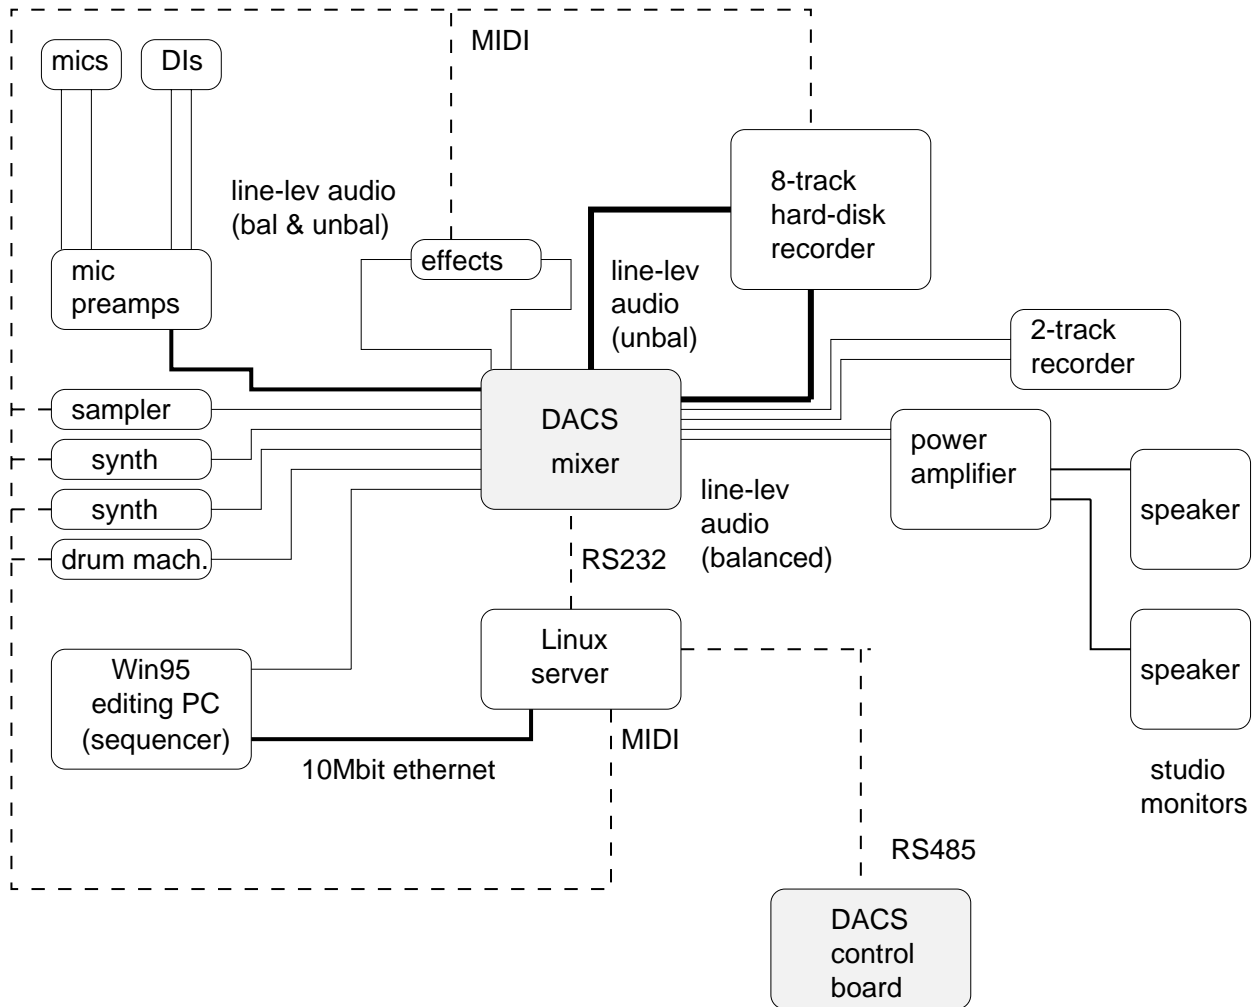 MIDI
mics
DIs
line-lev audio
(bal & unbal)
8-track
hard-disk
recorder
effects
mic
preamps
line-lev
audio
(unbal)
2-track
recorder
sampler
synth
synth
drum mach.
DACS
mixer
power
amplifier
line-lev
audio
(balanced)
speaker
RS232
Linux
server
Win95
editing PC
(sequencer)
speaker
MIDI
10Mbit ethernet
studio
monitors
RS485
DACS
control
board